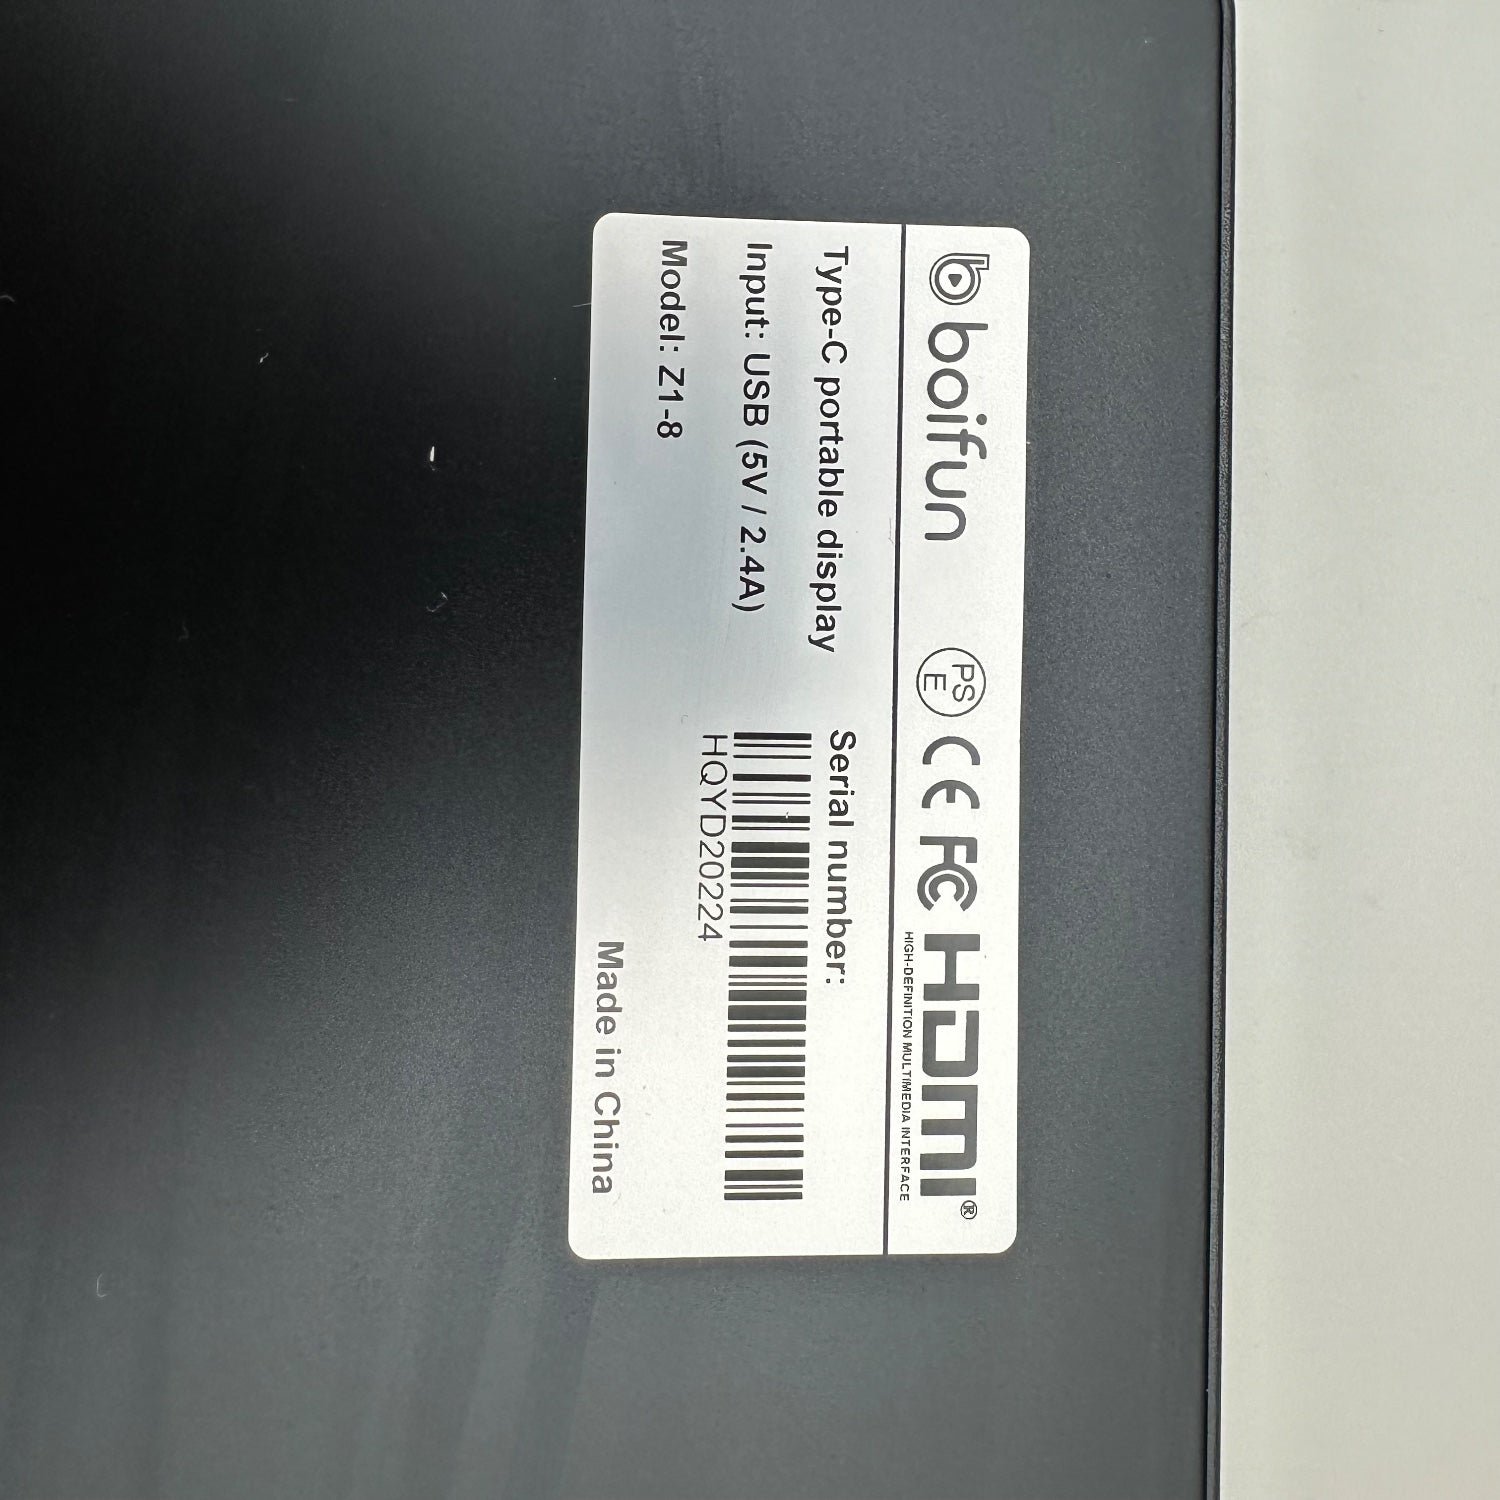 boifun
PS
E
CE FC HDMI®
HIGH-DEFINITION MULTIMEDIA INTERFACE
Type-C portable display
Input: USB (5V / 2.4A)
Model: Z1-8
Serial number:
HQYD20224
Made in China